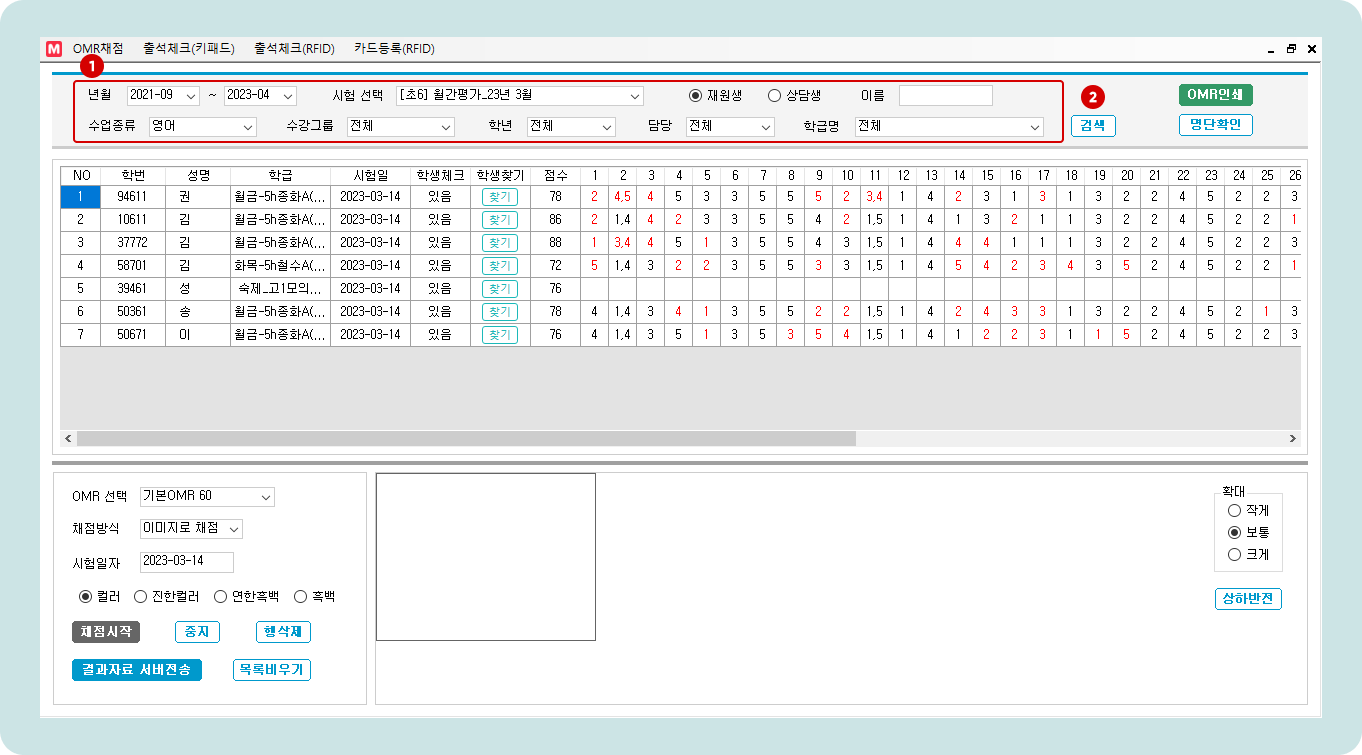 M OMR채점 출석체크(키패드) 출석체크(RFID) 카드등록(RFID)
1
년월 2021-09 ~ 2023-04 시험 선택 [초6] 월간평가_23년 3월 재원생 상담생 이름 2 OMR인쇄
수업종류 영어 수강그룹 전체 학년 전체 담당 전체 학급명 전체 검색 명단확인
NO 학번 성명 학급 시험일 학생체크 학생찾기 점수 1 2 3 4 5 6 7 8 9 10 11 12 13 14 15 16 17 18 19 20 21 22 23 24 25 26
1 94611 권 월금-5h종화A(... 2023-03-14 있음 찾기 78 2 4,5 4 5 3 3 5 5 5 2 3,4 1 4 2 3 1 3 1 3 2 2 4 5 2 2 3
2 10611 김 월금-5h종화A(... 2023-03-14 있음 찾기 86 2 1,4 4 2 3 3 5 5 4 2 1,5 1 4 1 3 2 1 1 3 2 2 4 5 2 2 1
3 37772 김 월금-5h종화A(... 2023-03-14 있음 찾기 88 1 3,4 4 5 1 3 5 5 4 3 1,5 1 4 4 4 1 1 1 3 2 2 4 5 2 2 3
4 58701 김 화목-5h철수A(... 2023-03-14 있음 찾기 72 5 1,4 3 2 2 3 5 5 3 3 1,5 1 4 5 4 2 3 4 3 5 2 4 5 2 2 1
5 39461 성 숙제_고1모의... 2023-03-14 있음 찾기 76
6 50361 송 월금-5h종화A(... 2023-03-14 있음 찾기 78 4 1,4 3 4 1 3 5 5 2 2 1,5 1 4 2 4 3 3 1 3 2 2 4 5 2 1 3
7 50671 이 월금-5h종화A(... 2023-03-14 있음 찾기 76 4 1,4 3 5 1 3 5 3 5 4 1,5 1 4 1 2 2 3 1 1 5 2 4 5 2 2 3
OMR 선택 기본OMR 60
채점방식 이미지로 채점
시험일자 2023-03-14
컬러 진한컬러 연한흑백 흑백
채점시작 중지 행삭제
결과자료 서버전송 목록비우기
확대
작게
보통
크게
상하반전